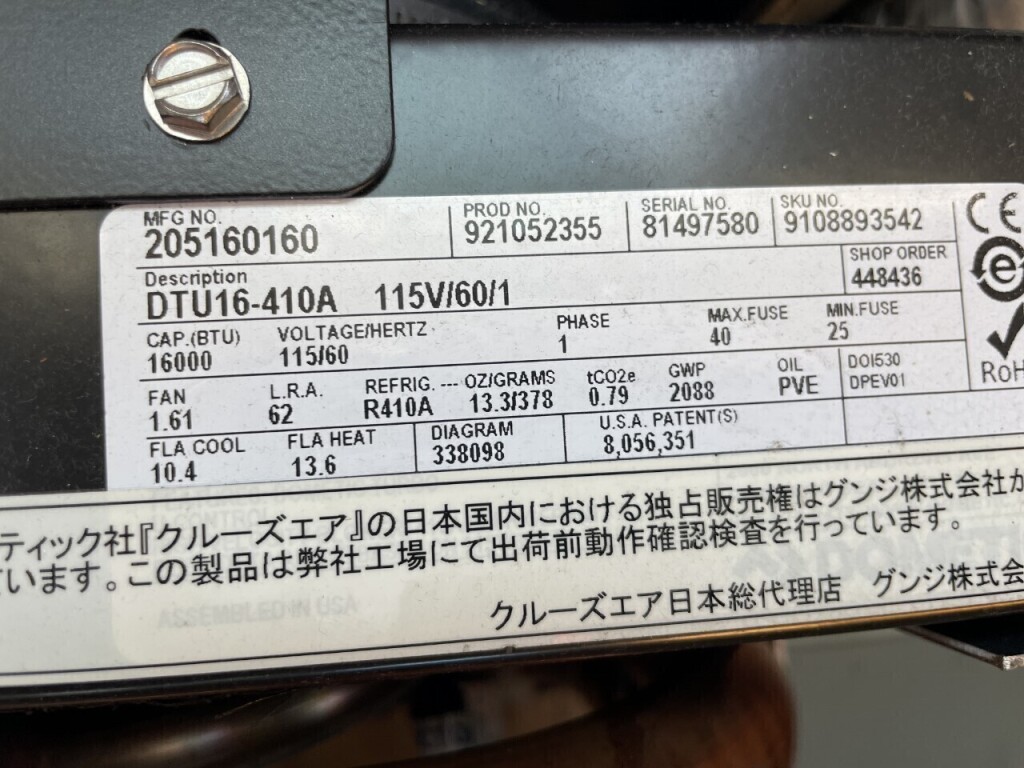 MFG NO. PROD NO. SERIAL NO. SKU NO.
205160160 921052355 81497580 9108893542
CE
Description SHOP ORDER
DTU16-410A 115V/60/1 448436
e
CAP.(BTU) VOLTAGE/HERTZ PHASE MAX.FUSE MIN.FUSE
16000 115/60 1 40 25
FAN L.R.A. REFRIG. --- OZ/GRAMS tCO2e GWP OIL DOI530
1.61 62 R410A 13.3/378 0.79 2088 PVE DPEV01
RoH
FLA COOL FLA HEAT DIAGRAM U.S.A. PATENT(S)
10.4 13.6 338098 8,056,351
ティック社『クルーズエア』の日本国内における独占販売権はグンジ株式会社が
います。この製品は弊社工場にて出荷前動作確認検査を行っています。
ASSEMBLED IN USA
クルーズエア日本総代理店 グンジ株式会